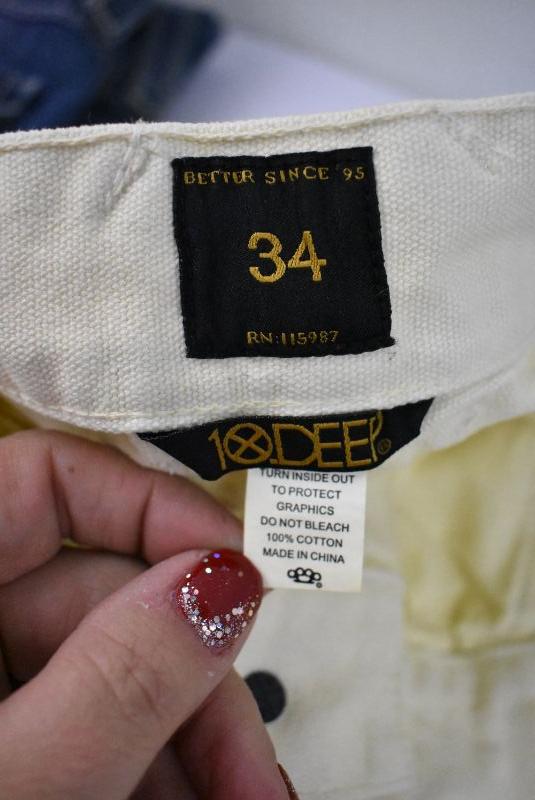 BETTER SINCE '95
34
RN:115987
10.DEEP®
TURN INSIDE OUT
TO PROTECT
GRAPHICS
DO NOT BLEACH
100% COTTON
MADE IN CHINA